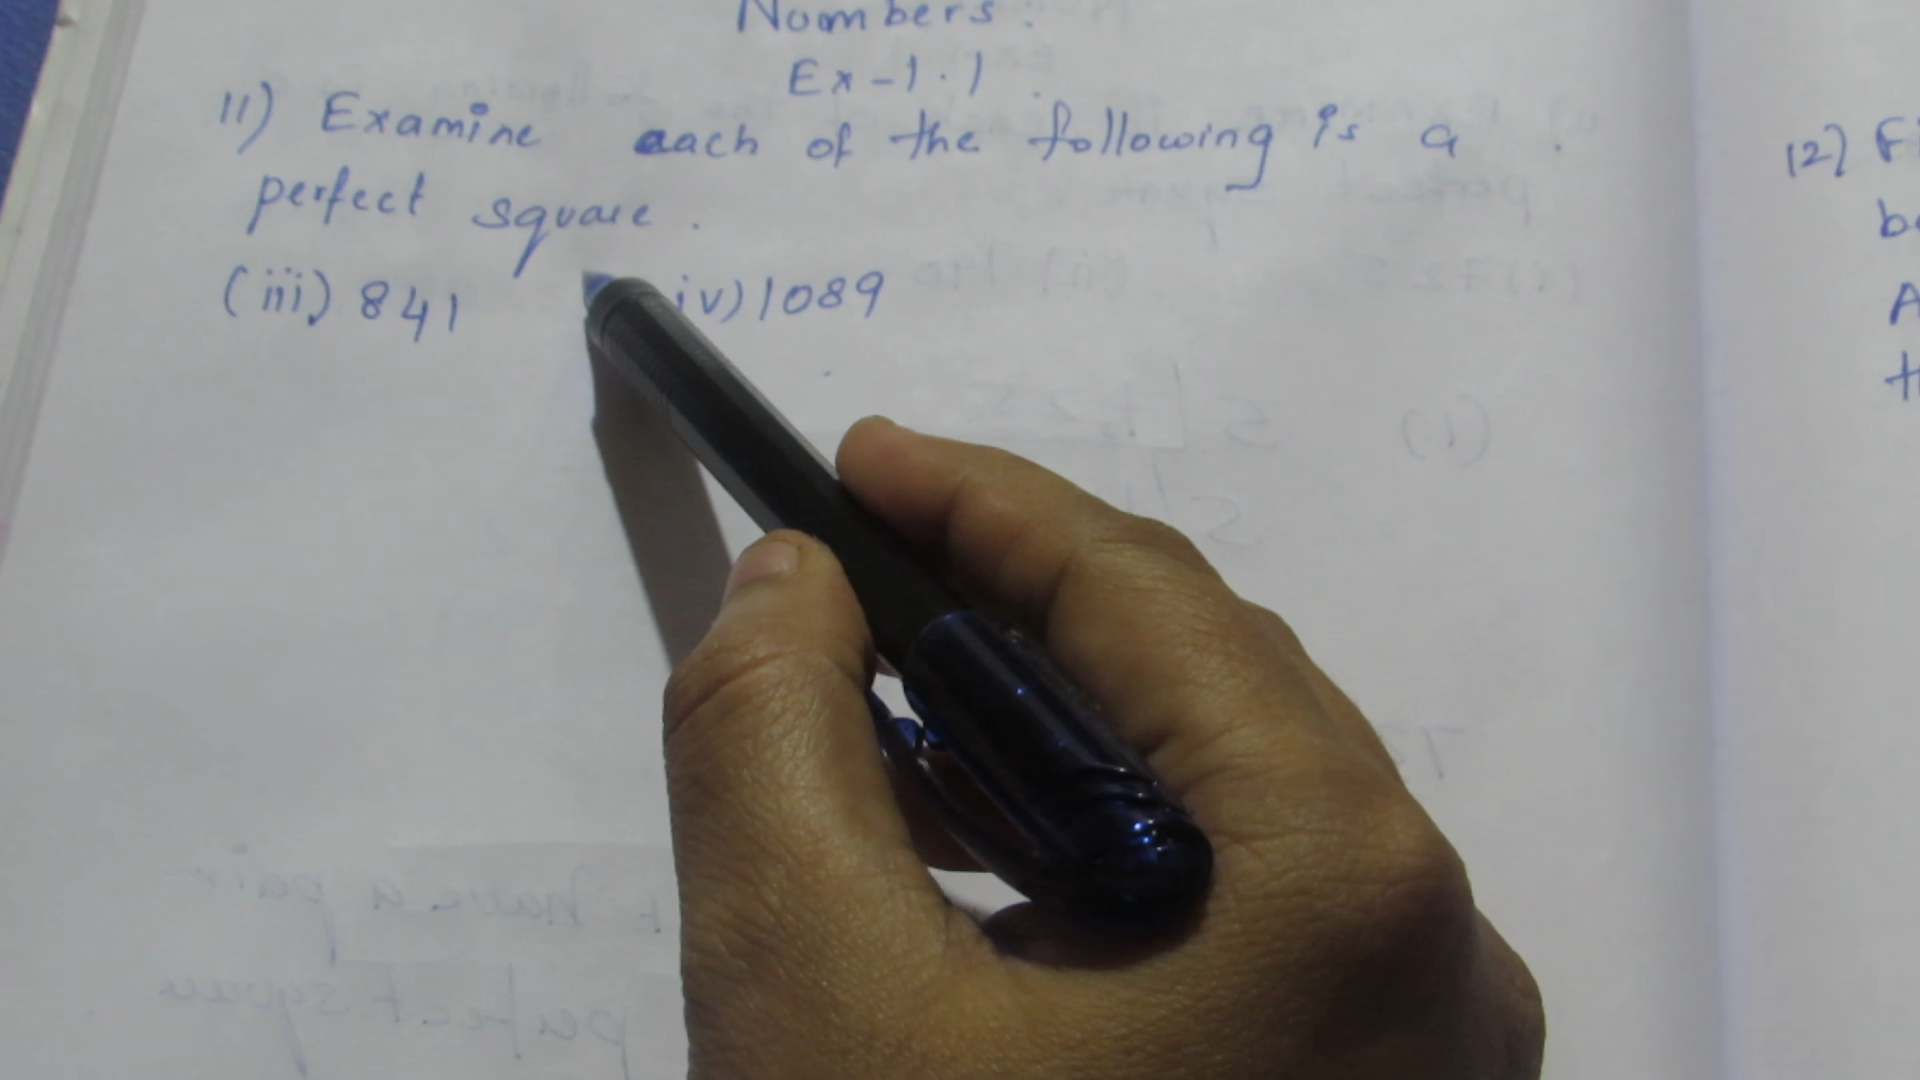 Numbers:
Ex-1.1.
11) Examine each of the following is a
perfect square.
(iii) 841 iv) 1089
12)